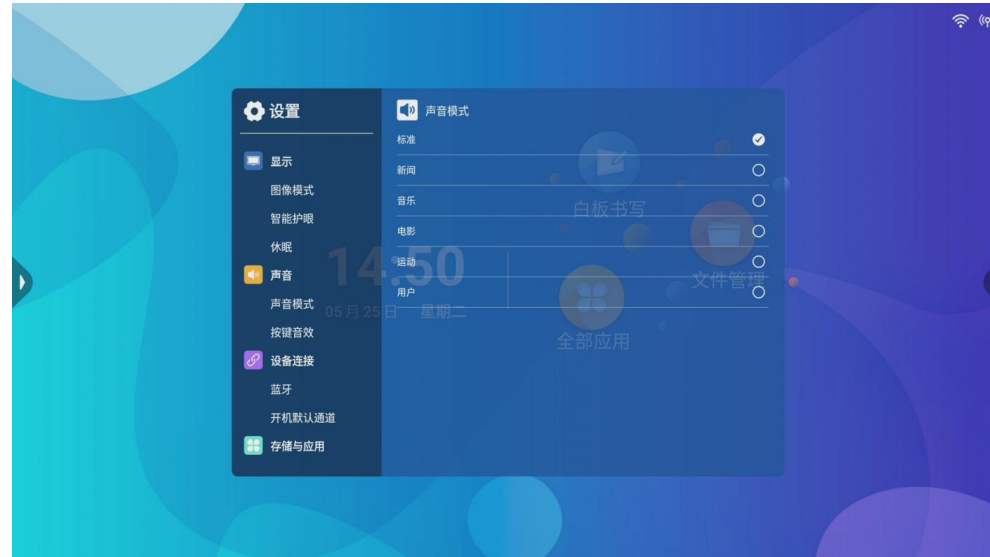 设置
显示
图像模式
智能护眼
休眠
声音
声音模式
按键音效
设备连接
蓝牙
开机默认通道
存储与应用
声音模式
标准
新闻
音乐
电影
运动
用户
白板书写
文件管理
14:50
05月25日 星期二
全部应用